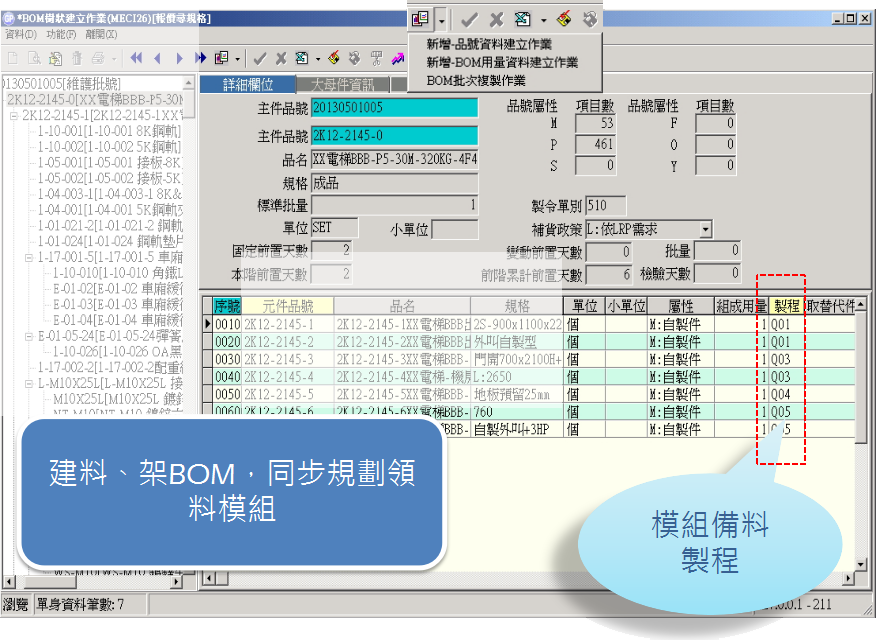 *BOM樹狀建立作業(MECI26)[報價尋規格]
資料(D) 功能(F) 離開(X)
新增-品號資料建立作業
新增-BOM用量資料建立作業
BOM批次複製作業
130501005[維護批號]
2K12-2145-0[XX電梯BBB-P5-30M
2K12-2145-1[2K12-2145-1XX電
1-10-001[1-10-001 8K鋼軌]
1-10-002[1-10-002 5K鋼軌]
1-05-001[1-05-001 接板-8K
1-05-002[1-05-002 接板-5K
1-04-003-1[1-04-003-1 8K&
1-04-001[1-04-001 5K鋼軌
1-01-021-2[1-01-021-2 鋼軌
1-01-024[1-01-024 鋼軌墊片
1-17-001-5[1-17-001-5 車廂
1-10-010[1-10-010 角鐵L
E-01-02[E-01-02 車廂緩
E-01-03[E-01-03 車廂緩
E-01-04[E-01-04 車廂緩
E-01-05-24[E-01-05-24彈簧
1-10-026[1-10-026 OA黑
1-17-002-2[1-17-002-2配重
L-M10X25L[L-M10X25L 接
M10X25L[M10X25L 鍍鋅
詳細欄位 大母件資訊
主件品號 20130501005
主件品號 2K12-2145-0
品名 XX電梯BBB-P5-30M-320KG-4F4
規格 成品
標準批量 1
單位 SET 小單位
固定前置天數 2
本階前置天數 2
品號屬性 項目數 品號屬性 項目數
M 53 F 0
P 461 O 0
S 0 Y 0
製令單別 510
補貨政策 L:依LRP需求
變動前置天數 0 批量 0
前階累計前置天數 6 檢驗天數 0
序號 元件品號 品名 規格 單位 小單位 屬性 組成用量 製程 取替代件
0010 2K12-2145-1 2K12-2145-1XX電梯BBB 2S-900x1100x22 個 M:自製件 1 Q01
0020 2K12-2145-2 2K12-2145-2XX電梯BBB 外叫自製型 個 M:自製件 1 Q01
0030 2K12-2145-3 2K12-2145-3XX電梯BBB- 門開700x2100H+ 個 M:自製件 1 Q03
0040 2K12-2145-4 2K12-2145-4XX電梯-機房 L:2650 個 M:自製件 1 Q03
0050 2K12-2145-5 2K12-2145-5XX電梯BBB- 地板預留25mm 個 M:自製件 1 Q04
0060 2K12-2145-6 2K12-2145-6XX電梯BBB- 760 個 M:自製件 1 Q05
BBB- 自製外叫+3HP 個 M:自製件 1
建料、架BOM，同步規劃領
料模組
模組備料
製程
瀏覽 單身資料筆數: 7
.0.0.1 - 211